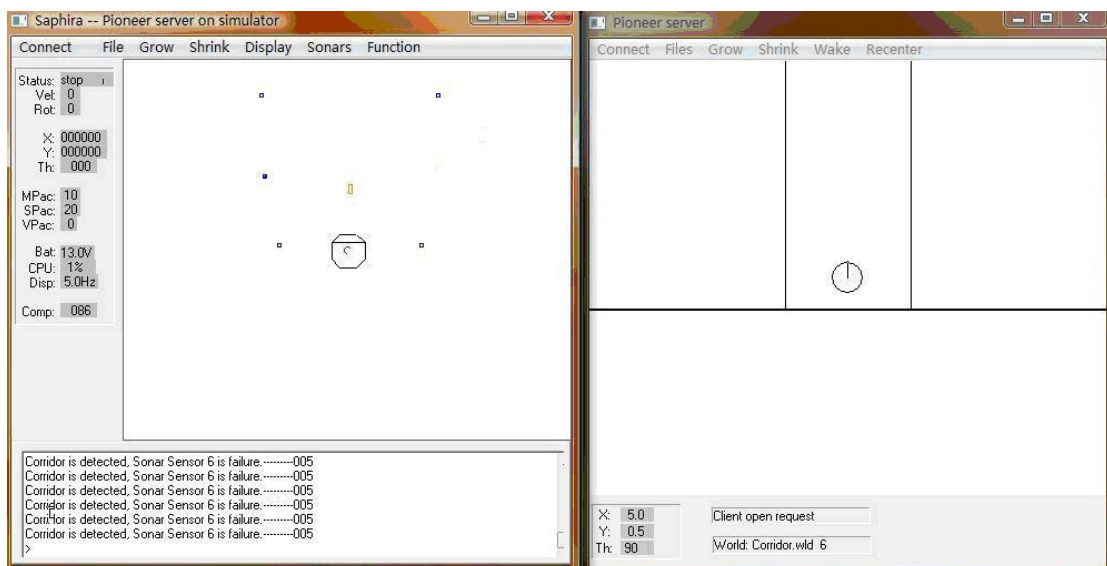 Saphira -- Pioneer server on simulator
Connect File Grow Shrink Display Sonars Function
Status: stop
Vel: 0
Rot: 0
X: 000000
Y: 000000
Th: 000
MPac: 10
SPac: 20
VPac: 0
Bat: 13.0V
CPU: 1%
Disp: 5.0Hz
Comp: 086
Corridor is detected, Sonar Sensor 6 is failure.---------005
Corridor is detected, Sonar Sensor 6 is failure.---------005
Corridor is detected, Sonar Sensor 6 is failure.---------005
Corridor is detected, Sonar Sensor 6 is failure.---------005
Corridor is detected, Sonar Sensor 6 is failure.---------005
Corridor is detected, Sonar Sensor 6 is failure.---------005
>
Pioneer server
Connect Files Grow Shrink Wake Recenter
X: 5.0
Y: 0.5
Th: 90
Client open request
World: Corridor.wld 6